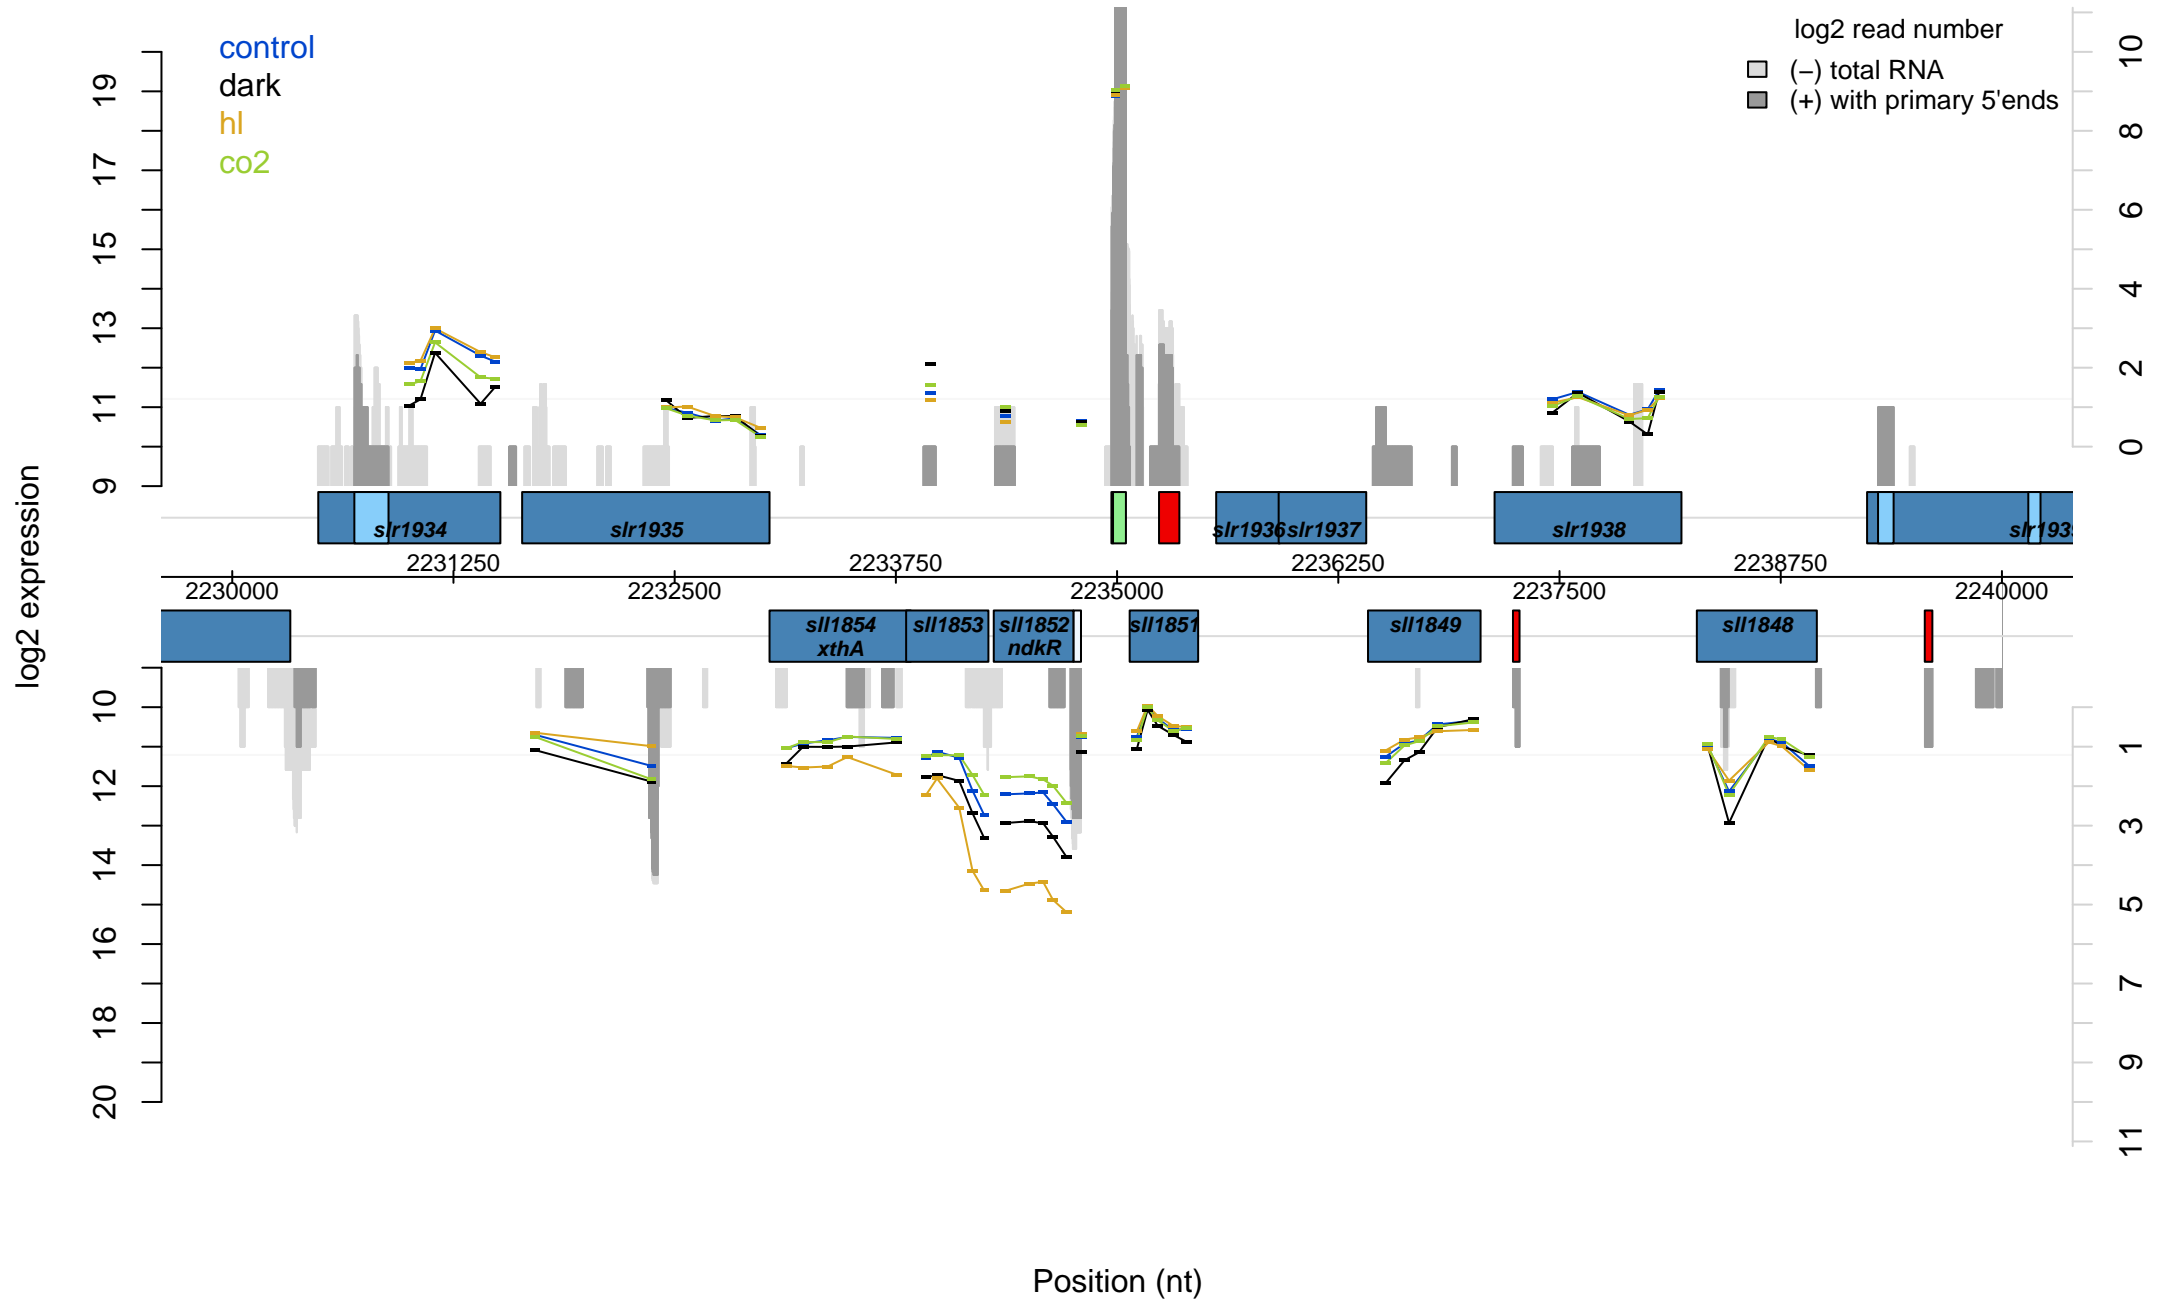 control
dark
hl
co2
log2 read number
(−) total RNA
(+) with primary 5'ends
19
17
15
13
11
9
10
8
6
4
2
0
log2 expression
slr1934
slr1935
slr1936
slr1937
slr1938
slr193
2231250
2233750
2236250
2238750
2230000
2232500
2235000
2237500
2240000
sll1854
xthA
sll1853
sll1852
ndkR
sll1851
sll1849
sll1848
10
12
14
16
18
20
1
3
5
7
9
11
Position (nt)